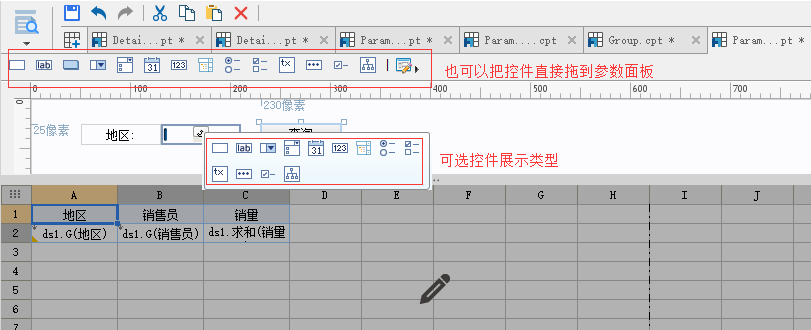 Detai...pt *
Detai...pt *
Param...pt *
Param....cpt
Group.cpt *
Param...pt *
lab 31 123 tx
也可以把控件直接拖到参数面板
0 100 200 300 400 500 600 700 800
230像素
0
25像素
地区:
lab 31 123
可选控件展示类型
tx
A B C D E F G H I J
1 地区 销售员 销量
2 ds1.G(地区) ds1.G(销售员) ds1.求和(销量
3
4
5
6
7